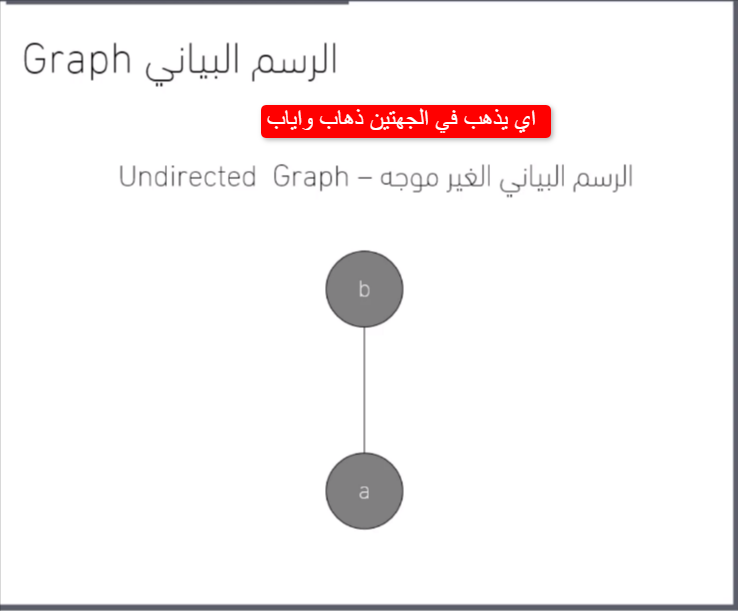 الرسم البياني Graph
اي يذهب في الجهتين ذهاب واياب
الرسم البياني الغير موجه – Undirected Graph
b
a